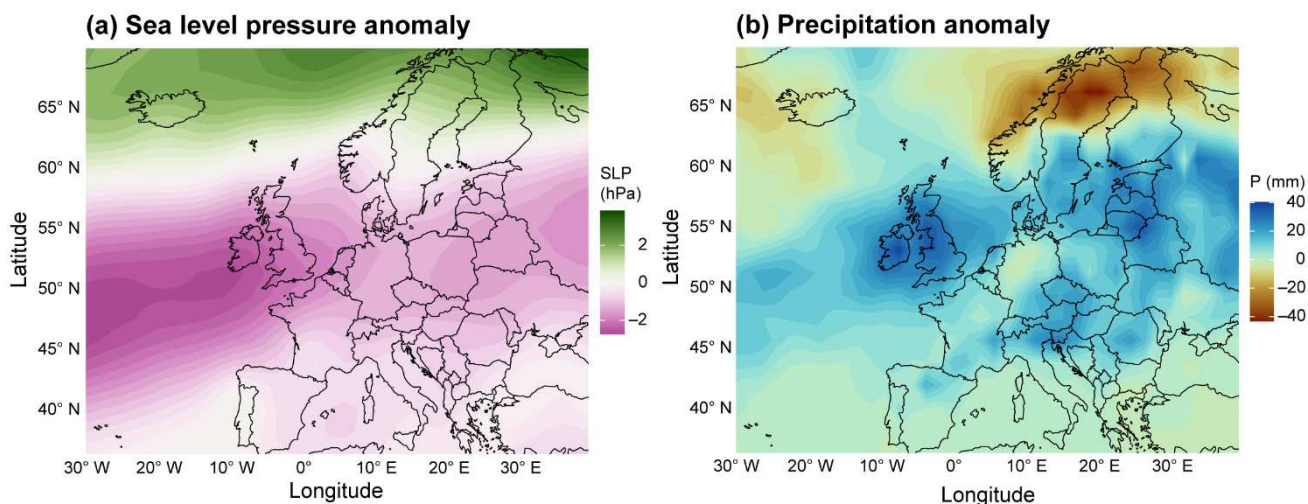 (a) Sea level pressure anomaly
65° N
60° N
55° N
50° N
45° N
40° N
Latitude
30° W 20° W 10° W 0° 10° E 20° E 30° E
Longitude
SLP
(hPa)
2
0
−2
(b) Precipitation anomaly
65° N
60° N
55° N
50° N
45° N
40° N
Latitude
30° W 20° W 10° W 0° 10° E 20° E 30° E
Longitude
P (mm)
40
20
0
−20
−40